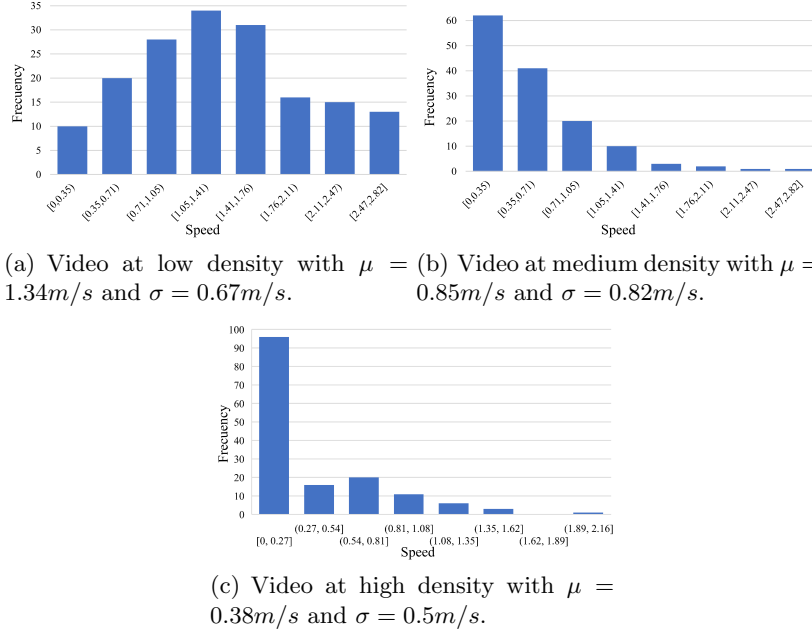 35
30
25
20
15
10
5
0
Frecuency
[0,0.35) [0.35,0.71) [0.71,1.05) [1.05,1.41) [1.41,1.76) [1.76,2.11) [2.11,2.47) [2.47,2.82]
Speed
60
50
40
30
20
10
0
Frecuency
[0,0.35) [0.35,0.71) [0.71,1.05) [1.05,1.41) [1.41,1.76) [1.76,2.11) [2.11,2.47) [2.47,2.82]
Speed
(a) Video at low density with μ =
1.34m/s and σ = 0.67m/s.
(b) Video at medium density with μ =
0.85m/s and σ = 0.82m/s.
100
90
80
70
60
50
40
30
20
10
0
Frecuency
(0.27, 0.54] (0.81, 1.08] (1.35, 1.62] (1.89, 2.16]
[0, 0.27] (0.54, 0.81] (1.08, 1.35] (1.62, 1.89]
Speed
(c) Video at high density with μ =
0.38m/s and σ = 0.5m/s.